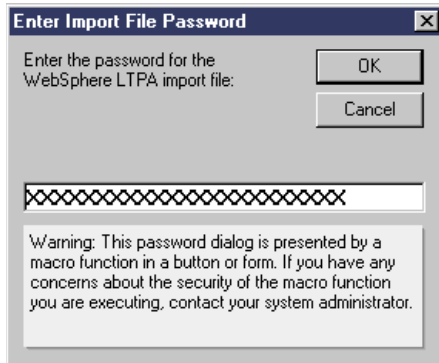 Enter Import File Password
Enter the password for the
WebSphere LTPA import file:
OK
Cancel
XXXXXXXXXXXXXXXXXXXXXXXXXX
Warning: This password dialog is presented by a
macro function in a button or form. If you have any
concerns about the security of the macro function
you are executing, contact your system administrator.